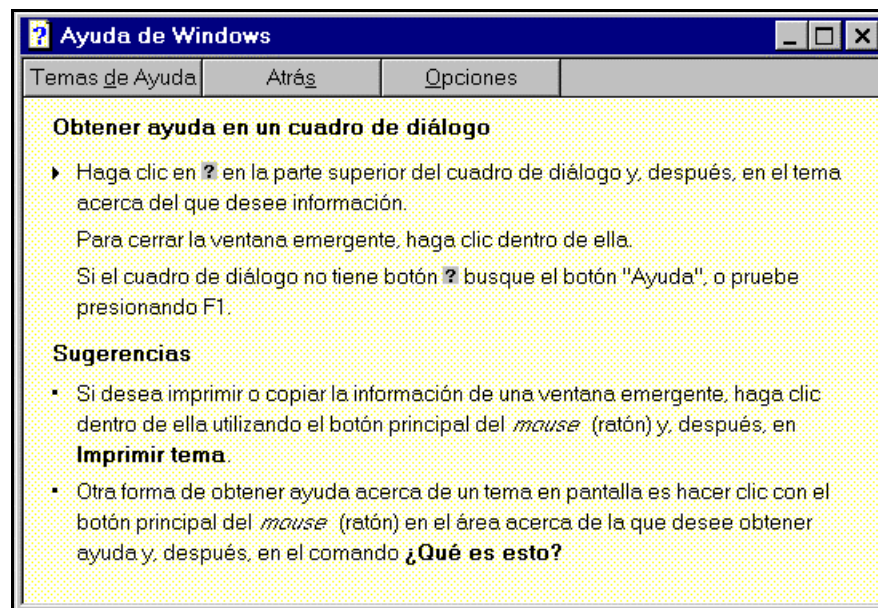 Ayuda de Windows
Temas de Ayuda Atrás Opciones
Obtener ayuda en un cuadro de diálogo
Haga clic en ? en la parte superior del cuadro de diálogo y, después, en el tema
acerca del que desee información.
Para cerrar la ventana emergente, haga clic dentro de ella.
Si el cuadro de diálogo no tiene botón ? busque el botón "Ayuda", o pruebe
presionando F1.
Sugerencias
▪ Si desea imprimir o copiar la información de una ventana emergente, haga clic
dentro de ella utilizando el botón principal del mouse (ratón) y, después, en
Imprimir tema.
▪ Otra forma de obtener ayuda acerca de un tema en pantalla es hacer clic con el
botón principal del mouse (ratón) en el área acerca de la que desee obtener
ayuda y, después, en el comando ¿Qué es esto?